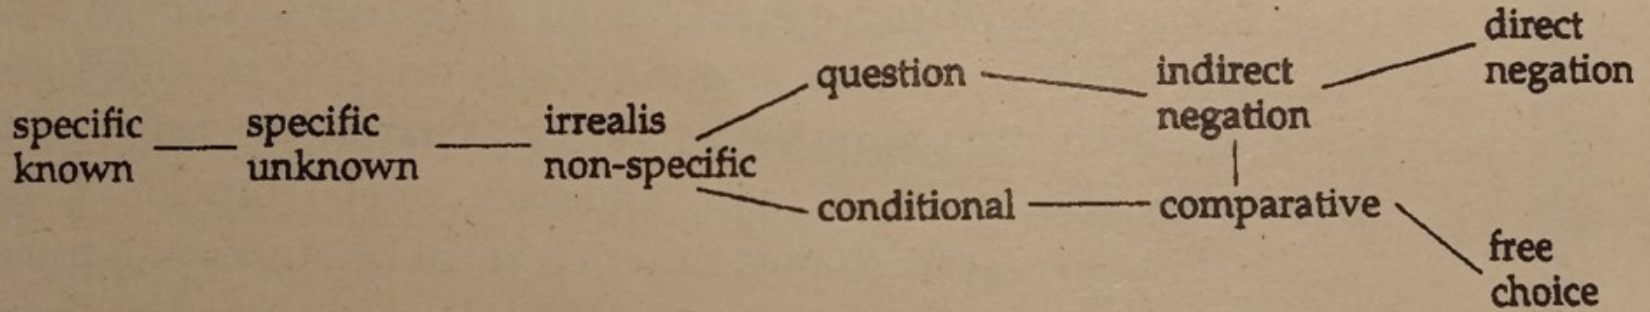 specific
known
specific
unknown
irrealis
non-specific
question
conditional
indirect
negation
comparative
direct
negation
free
choice